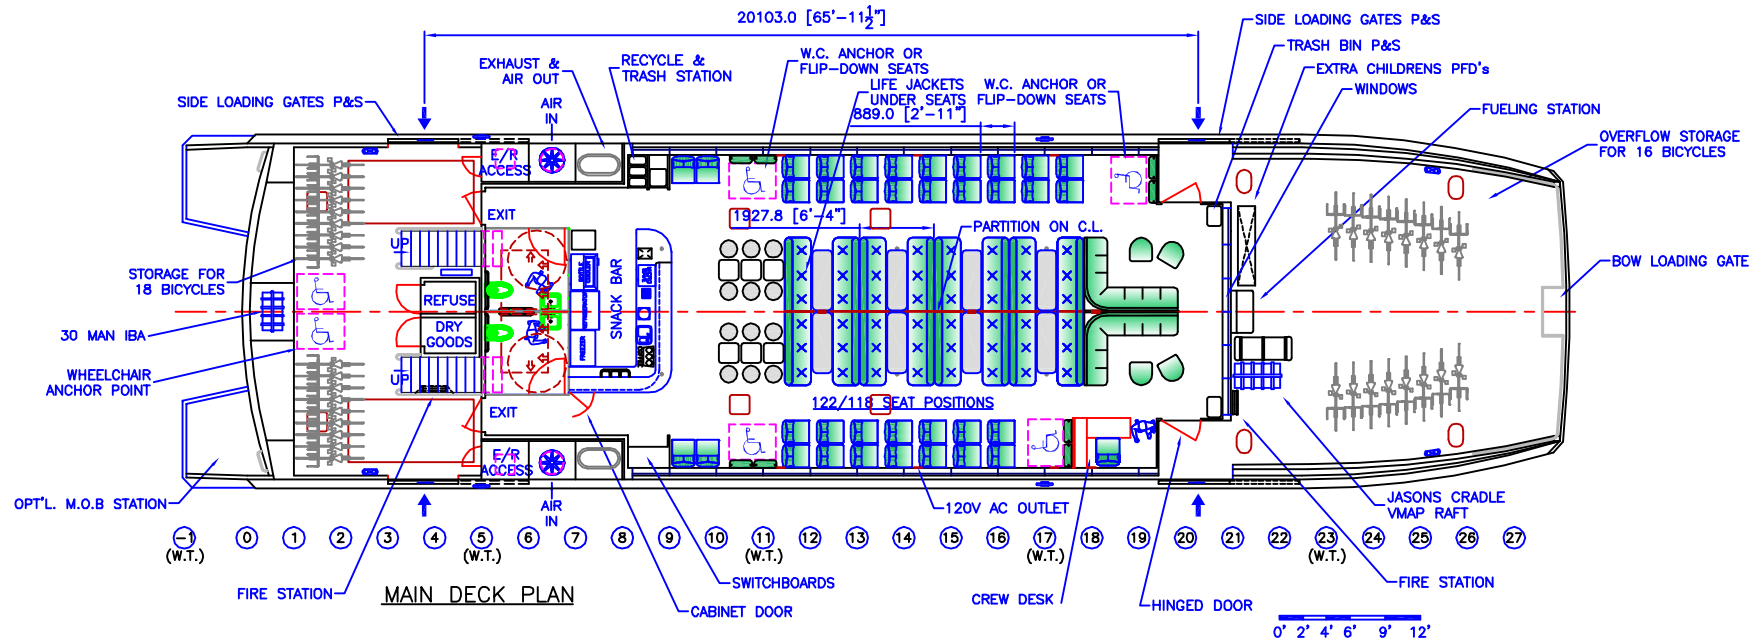 20103.0 [65'-11½"]
SIDE LOADING GATES P&S
TRASH BIN P&S
EXTRA CHILDRENS PFD's
WINDOWS
FUELING STATION
OVERFLOW STORAGE
FOR 16 BICYCLES
W.C. ANCHOR OR
FLIP-DOWN SEATS
RECYCLE &
TRASH STATION
EXHAUST &
AIR OUT
LIFE JACKETS
UNDER SEATS
W.C. ANCHOR OR
FLIP-DOWN SEATS
889.0 [2'-11"]
SIDE LOADING GATES P&S
AIR
IN
E/R
ACCESS
EXIT
1927.8 [6'-4"]
PARTITION ON C.L.
UP
STORAGE FOR
18 BICYCLES
REFUSE
SNACK BAR
BOW LOADING GATE
DRY
GOODS
FREEZER
30 MAN IBA
WHEELCHAIR
ANCHOR POINT
UP
EXIT
122/118 SEAT POSITIONS
E/R
ACCESS
OPT'L. M.O.B STATION
AIR
IN
120V AC OUTLET
JASONS CRADLE
VMAP RAFT
-1 0 1 2 3 4 5 6 7 8 9 10 11 12 13 14 15 16 17 18 19 20 21 22 23 24 25 26 27
(W.T.) (W.T.) (W.T.) (W.T.) (W.T.)
FIRE STATION
MAIN DECK PLAN
SWITCHBOARDS
CABINET DOOR
CREW DESK
HINGED DOOR
FIRE STATION
0' 2' 4' 6' 9' 12'